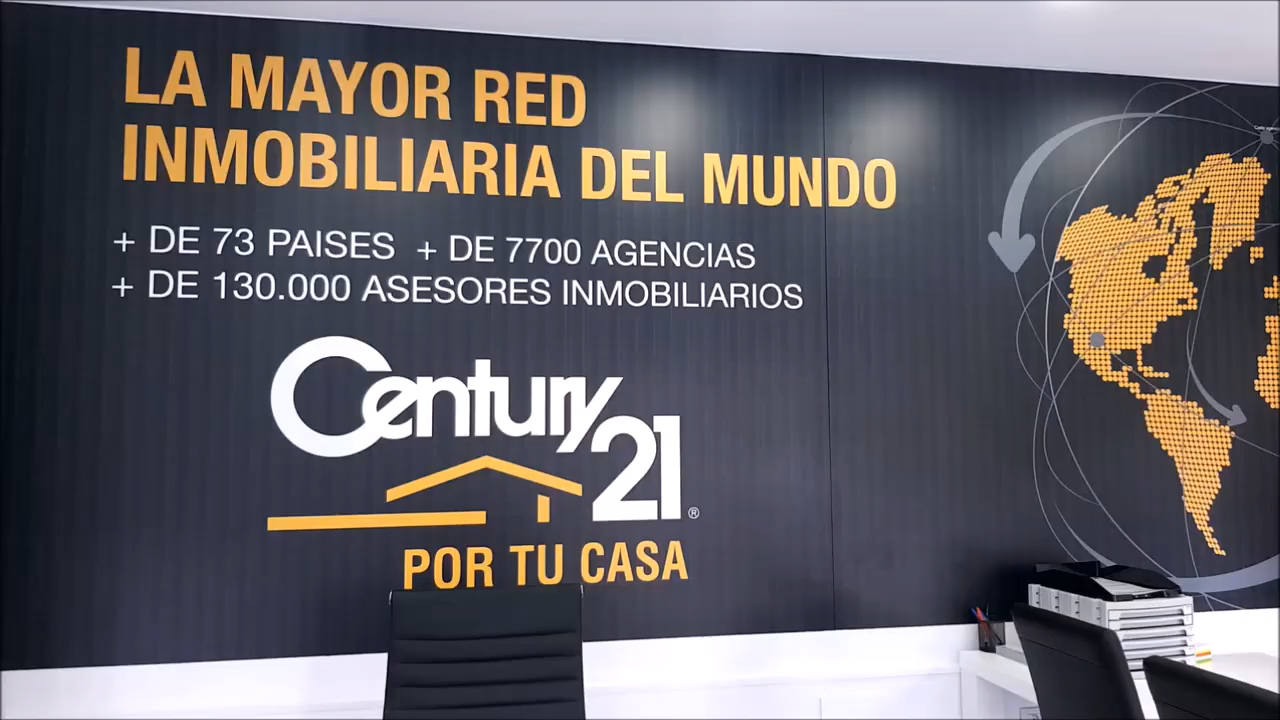 LA MAYOR RED
INMOBILIARIA DEL MUNDO
+ DE 73 PAISES + DE 7700 AGENCIAS
+ DE 130.000 ASESORES INMOBILIARIOS
Century
21®
POR TU CASA